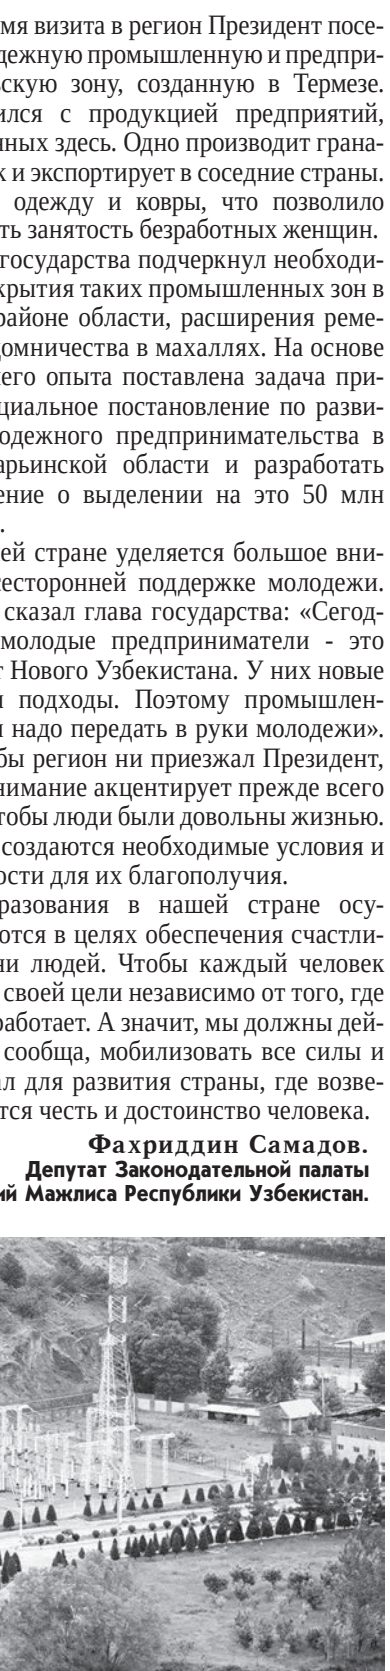 мя визита в регион Президент посе-
дежную промышленную и предпри-
скую зону, созданную в Термезе.
ился с продукцией предприятий,
нных здесь. Одно производит грана-
к и экспортирует в соседние страны.
одежду и ковры, что позволило
ть занятость безработных женщин.
государства подчеркнул необходи-
крытия таких промышленных зон в
районе области, расширения реме-
домничества в махаллях. На основе
его опыта поставлена задача при-
циальное постановление по разви-
одежного предпринимательства в
арьинской области и разработать
ение о выделении на это 50 млн
.
ей стране уделяется большое вни-
сесторонней поддержке молодежи.
сказал глава государства: «Сегод-
молодые предприниматели - это
т Нового Узбекистана. У них новые
и подходы. Поэтому промышлен-
и надо передать в руки молодежи».
бы регион ни приезжал Президент,
нимание акцентирует прежде всего
тобы люди были довольны жизнью.
создаются необходимые условия и
ости для их благополучия.
разования в нашей стране осу-
ются в целях обеспечения счастли-
ни людей. Чтобы каждый человек
своей цели независимо от того, где
работает. А значит, мы должны дей-
сообща, мобилизовать все силы и
ал для развития страны, где возве-
тся честь и достоинство человека.
Фахриддин Самадов.
Депутат Законодательной палаты
ий Мажлиса Республики Узбекистан.